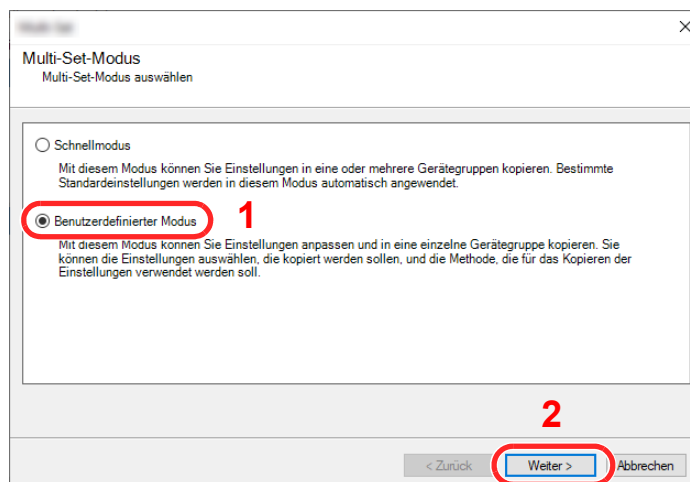 Multi-Set-Modus
Multi-Set-Modus auswählen
Schnellmodus
Mit diesem Modus können Sie Einstellungen in eine oder mehrere Gerätegruppen kopieren. Bestimmte
Standardeinstellungen werden in diesem Modus automatisch angewendet.
Benutzerdefinierter Modus 1
Mit diesem Modus können Sie Einstellungen anpassen und in eine einzelne Gerätegruppe kopieren. Sie
können die Einstellungen auswählen, die kopiert werden sollen, und die Methode, die für das Kopieren der
Einstellungen verwendet werden soll.
2
< Zurück Weiter > Abbrechen